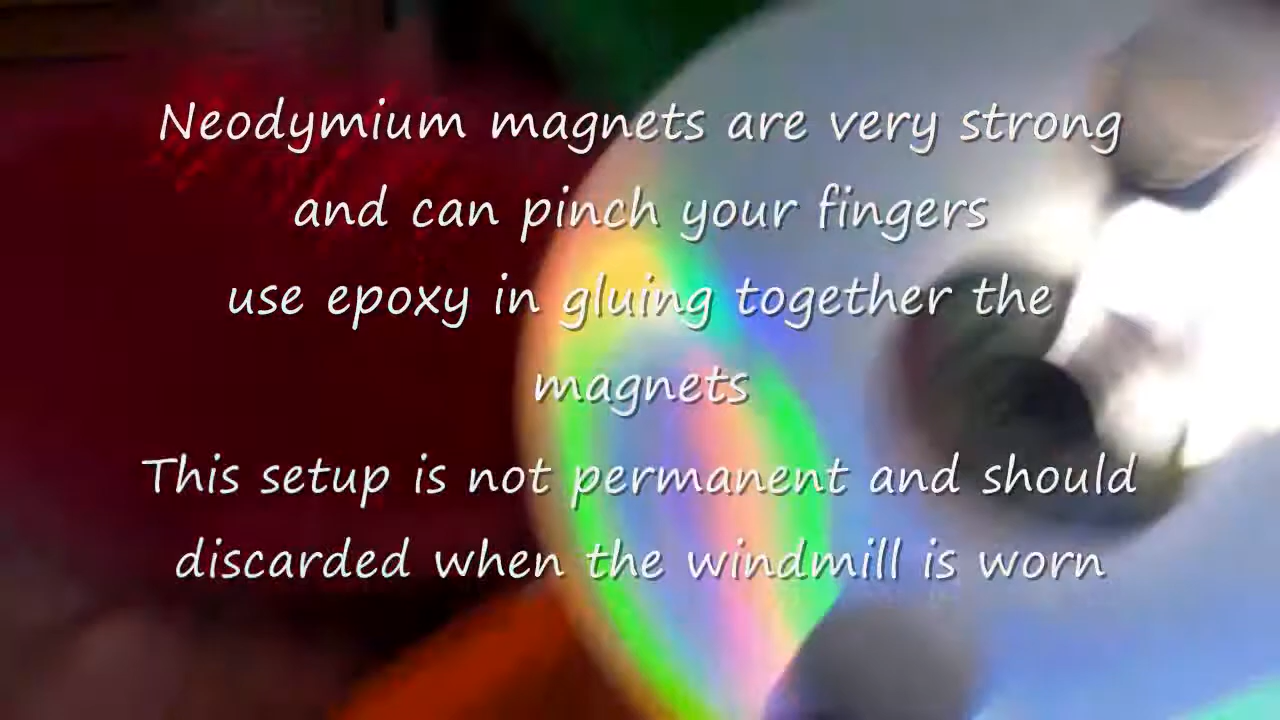 Neodymium magnets are very strong
and can pinch your fingers
use epoxy in gluing together the
magnets
This setup is not permanent and should
discarded when the windmill is worn